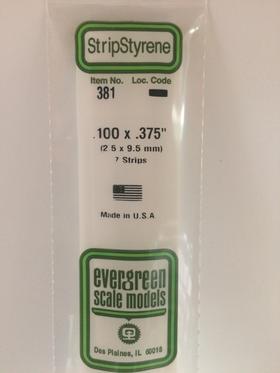 StripStyrene
Item No. Loc. Code
381
.100 x .375"
(2.5 x 9.5 mm)
7 Strips
Made in U.S.A
evergreen
scale models
Des Plaines, IL 60018